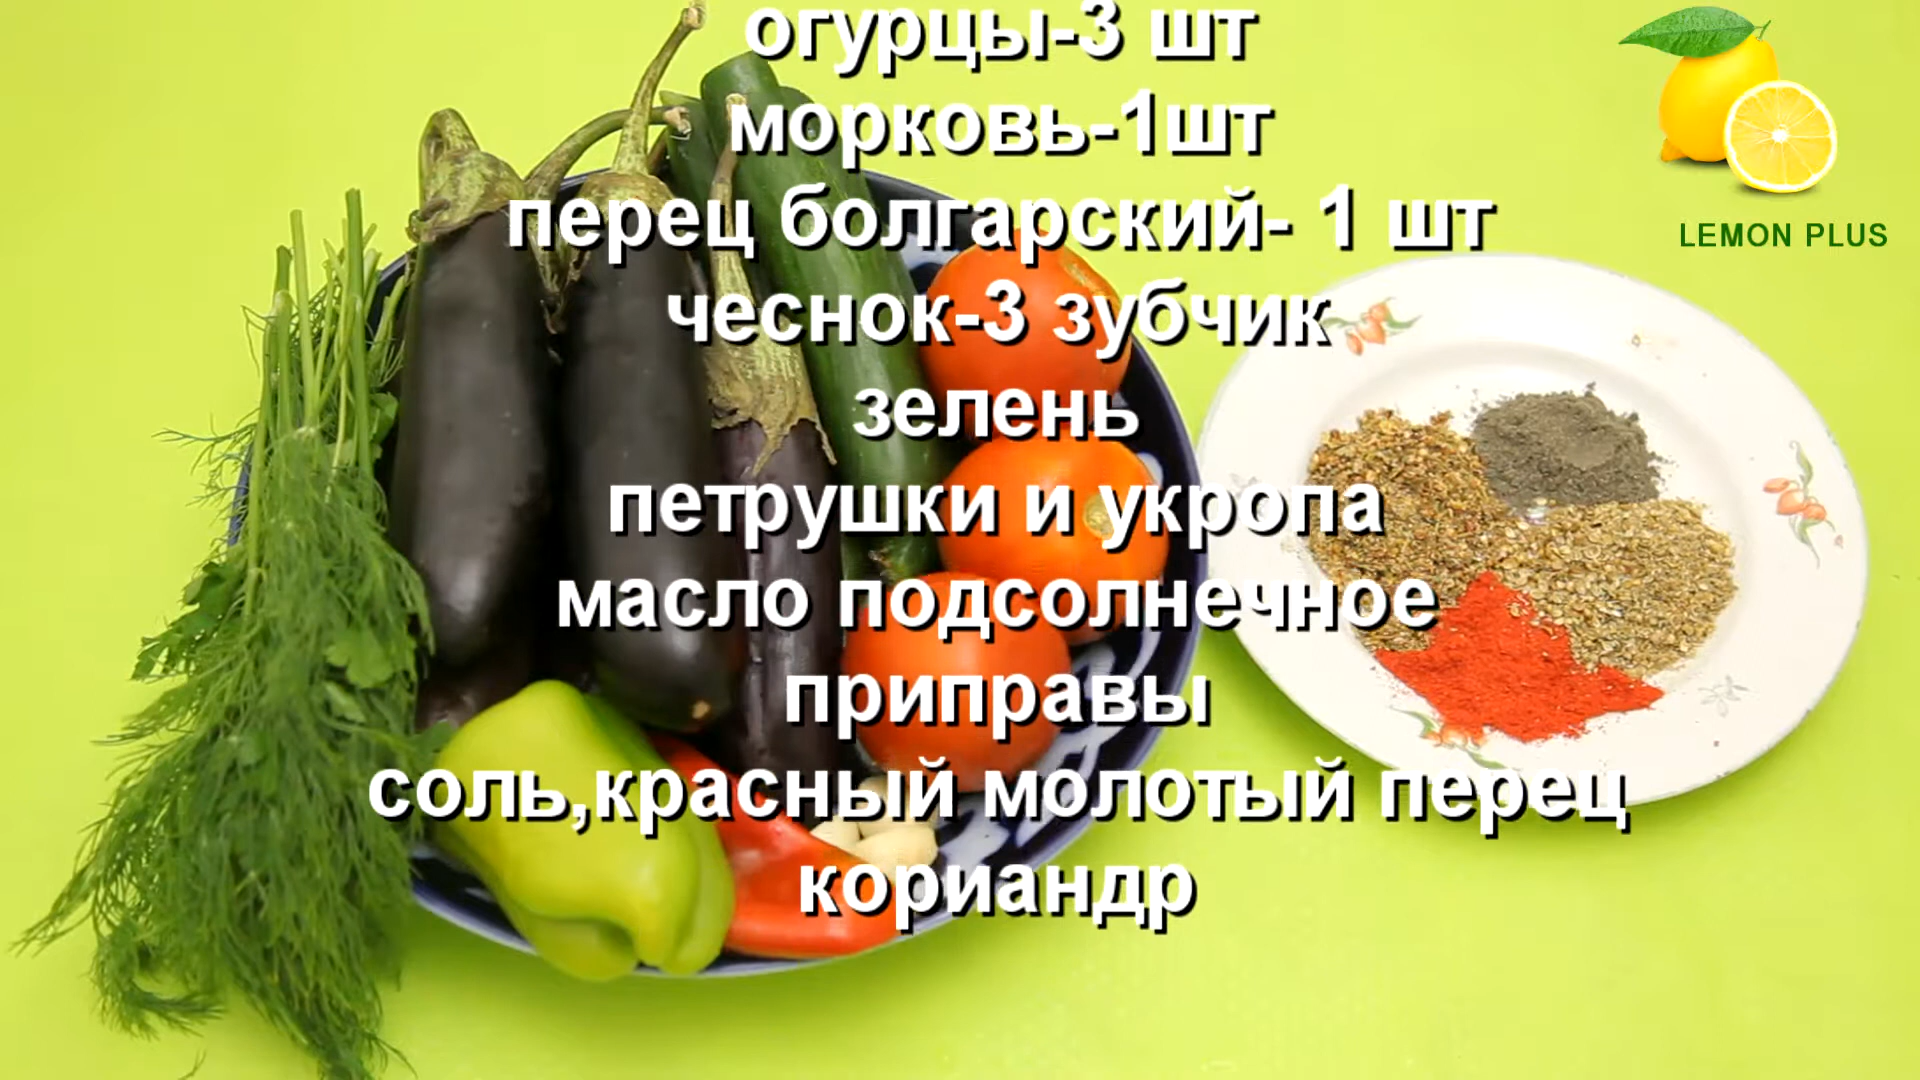 огурцы-3 шт
морковь-1шт
перец болгарский- 1 шт
чеснок-3 зубчик
зелень
петрушки и укропа
масло подсолнечное
приправы
соль,красный молотый перец
кориандр
LEMON PLUS